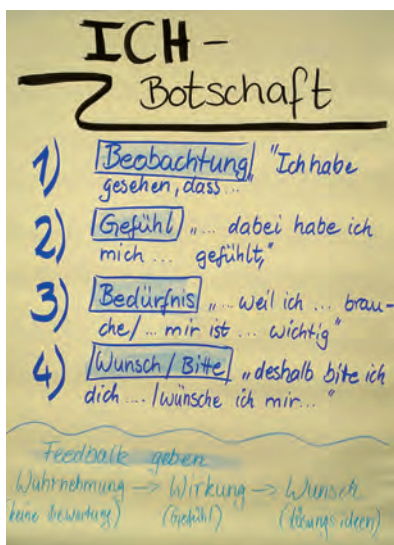 ICH -
Botschaft
1) Beobachtung "Ich habe
gesehen, dass..."
2) Gefühl "... dabei habe ich
mich ... gefühlt,"
3) Bedürfnis "... weil ich ... brau-
che/... mir ist ... wichtig"
4) Wunsch / Bitte "deshalb bitte ich
dich .... /wünsche ich mir..."
Feedback geben
Wahrnehmung -> Wirkung -> Wunsch
(keine Bewertung) (Gefühl) (Lösungsideen)